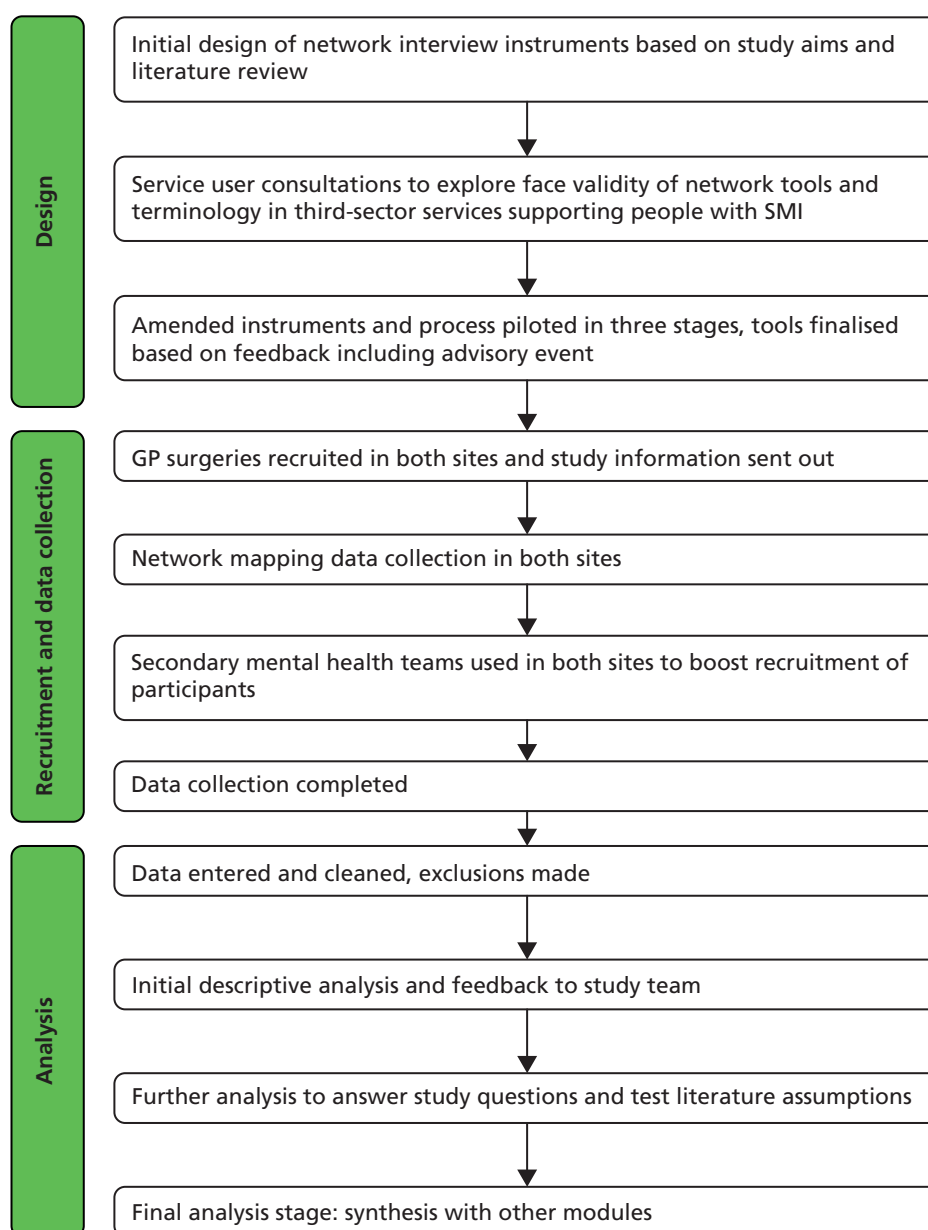 Design
Initial design of network interview instruments based on study aims and
literature review
Service user consultations to explore face validity of network tools and
terminology in third-sector services supporting people with SMI
Amended instruments and process piloted in three stages, tools finalised
based on feedback including advisory event
Recruitment and data collection
GP surgeries recruited in both sites and study information sent out
Network mapping data collection in both sites
Secondary mental health teams used in both sites to boost recruitment of
participants
Data collection completed
Analysis
Data entered and cleaned, exclusions made
Initial descriptive analysis and feedback to study team
Further analysis to answer study questions and test literature assumptions
Final analysis stage: synthesis with other modules